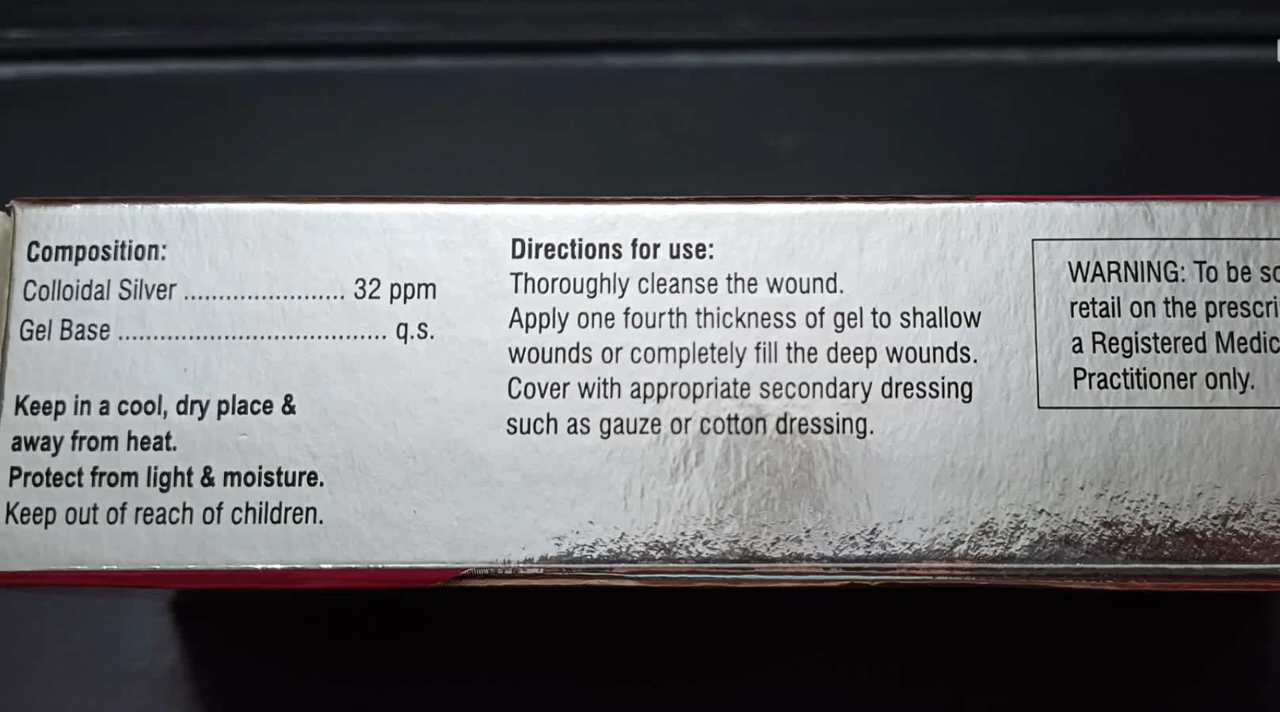 Composition:
Colloidal Silver ....................... 32 ppm
Gel Base ...................................... q.s.
Keep in a cool, dry place &
away from heat.
Protect from light & moisture.
Keep out of reach of children.
Directions for use:
Thoroughly cleanse the wound.
Apply one fourth thickness of gel to shallow
wounds or completely fill the deep wounds.
Cover with appropriate secondary dressing
such as gauze or cotton dressing.
WARNING: To be
retail on the
a Registered
Practitioner only.